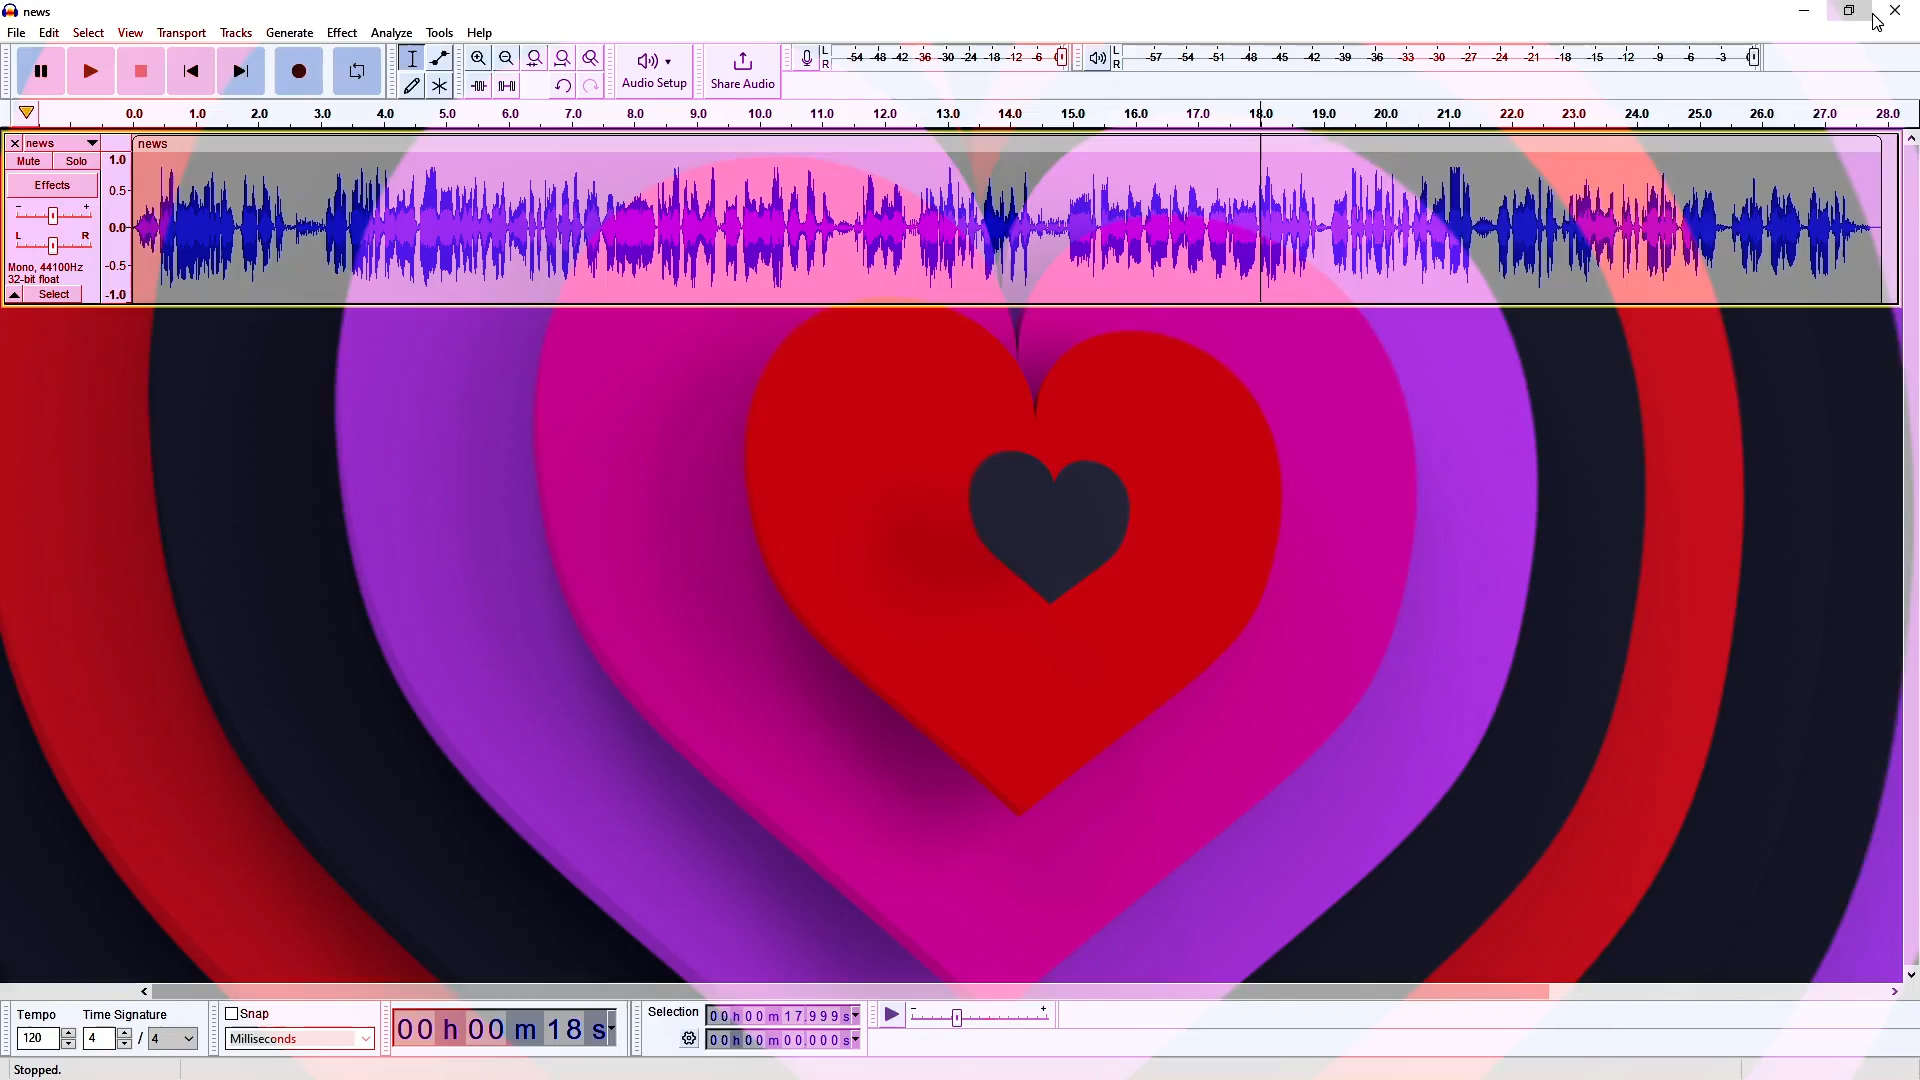 news
File Edit Select View Transport Tracks Generate Effect Analyze Tools Help
Audio Setup
Share Audio
L
R
-54 -48 -42 -36 -30 -24 -18 -12 -6 0
L
R
-57 -54 -51 -48 -45 -42 -39 -36 -33 -30 -27 -24 -21 -18 -15 -12 -9 -6 -3 0
0.0 1.0 2.0 3.0 4.0 5.0 6.0 7.0 8.0 9.0 10.0 11.0 12.0 13.0 14.0 15.0 16.0 17.0 18.0 19.0 20.0 21.0 22.0 23.0 24.0 25.0 26.0 27.0 28.0
news
news
Mute Solo
Effects
- +
L R
Mono, 44100Hz
32-bit float
Select
1.0
0.5
0.0
-0.5
-1.0
Tempo
120
Time Signature
4 / 4
Snap
Milliseconds
00 h 00 m 18 s
Selection
00 h 00 m 17.999 s
00 h 00 m 00.000 s
- +
Stopped.